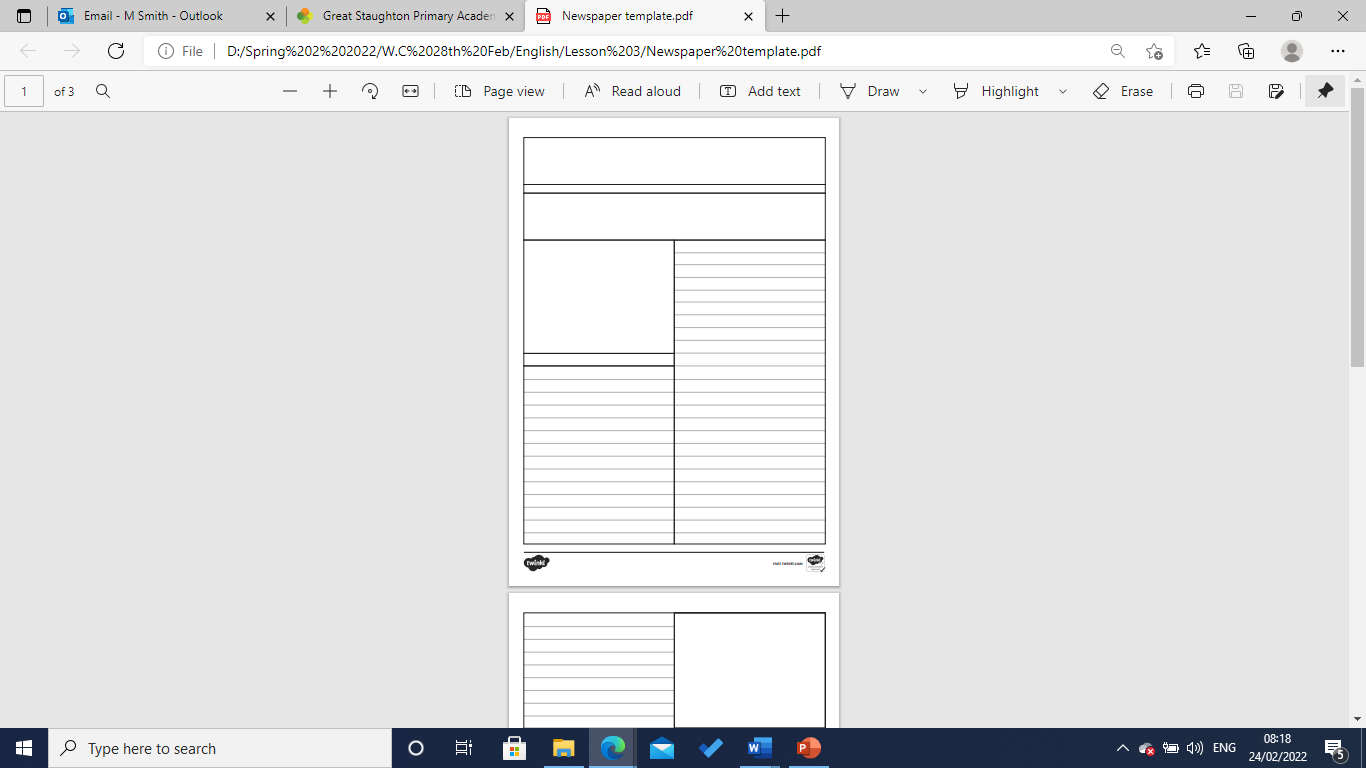 Email - M Smith - Outlook
Great Staughton Primary Acader
Newspaper template.pdf
File
D:/Spring%202%202022/W.C%2028th%20Feb/English/Lesson%203/Newspaper%20template.pdf
1 of 3
Page view
Read aloud
Add text
Draw
Highlight
Erase
twinkl
visit twinkl.com
Type here to search
ENG
08:18
24/02/2022
5